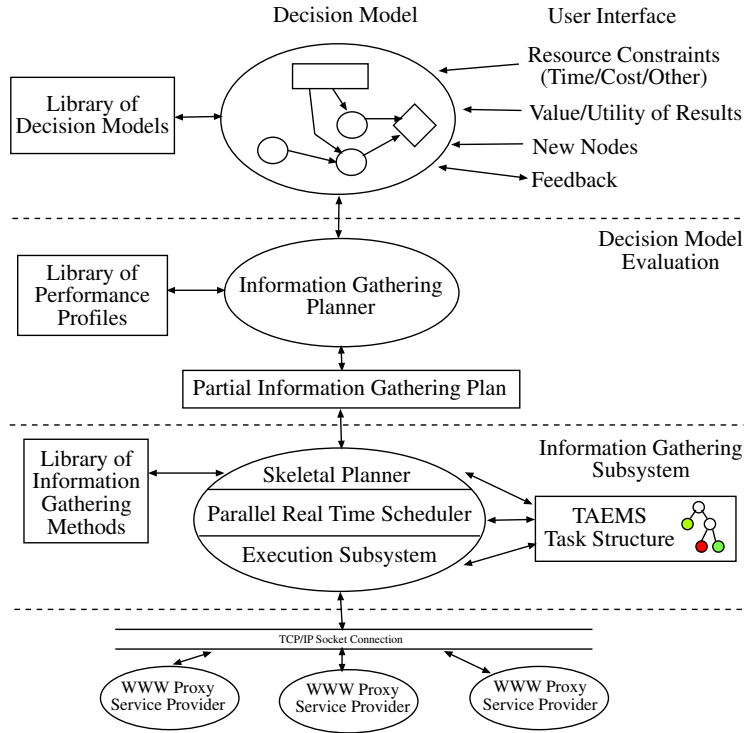 Decision Model
User Interface
Resource Constraints
(Time/Cost/Other)
Library of
Decision Models
Value/Utility of Results
New Nodes
Feedback
Decision Model
Evaluation
Library of
Performance
Profiles
Information Gathering
Planner
Partial Information Gathering Plan
Information Gathering
Subsystem
Library of
Information
Gathering
Methods
Skeletal Planner
Parallel Real Time Scheduler
Execution Subsystem
TAEMS
Task Structure
TCP/IP Socket Connection
WWW Proxy
Service Provider
WWW Proxy
Service Provider
WWW Proxy
Service Provider